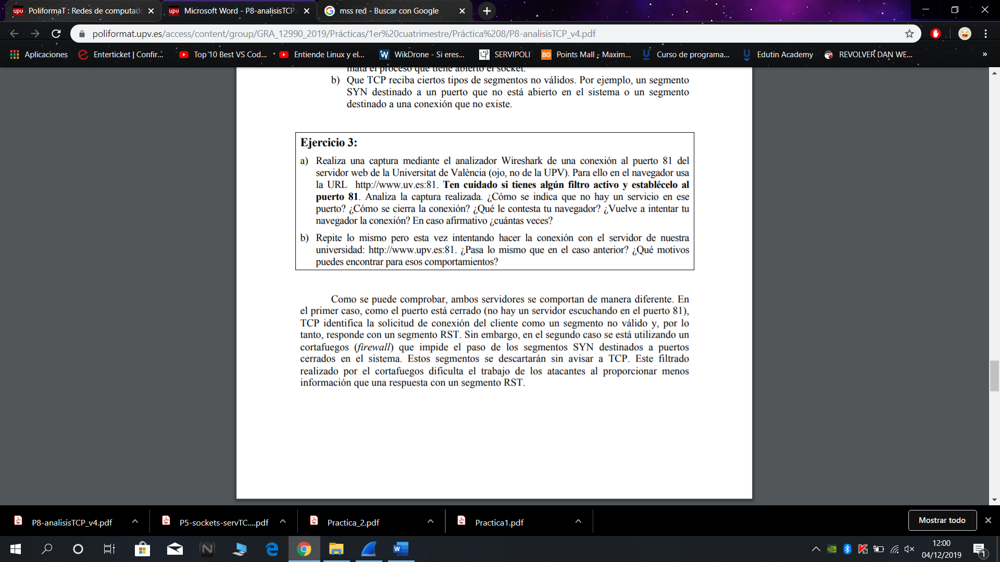 PoliformaT : Redes de computad
Microsoft Word - P8-analisisTCP.
mss red - Buscar con Google
poliformat.upv.es/access/content/group/GRA_12990_2019/Prácticas/1er%20cuatrimestre/Práctica%208/P8-analisisTCP_v4.pdf
Aplicaciones
Enterticket | Confir...
Top 10 Best VS Cod...
Entiende Linux y el...
WikDrone - Si eres...
SERVIPOLI
Points Mall - Maxim...
Curso de programa...
Edutin Academy
REVOLVER DAN WE...
»
mata el proceso que tiene abierto el socket.
b) Que TCP reciba ciertos tipos de segmentos no válidos. Por ejemplo, un segmento
SYN destinado a un puerto que no está abierto en el sistema o un segmento
destinado a una conexión que no existe.
Ejercicio 3:
a) Realiza una captura mediante el analizador Wireshark de una conexión al puerto 81 del
servidor web de la Universitat de València (ojo, no de la UPV). Para ello en el navegador usa
la URL http://www.uv.es:81. Ten cuidado si tienes algún filtro activo y establécelo al
puerto 81. Analiza la captura realizada. ¿Cómo se indica que no hay un servicio en ese
puerto? ¿Cómo se cierra la conexión? ¿Qué le contesta tu navegador? ¿Vuelve a intentar tu
navegador la conexión? En caso afirmativo ¿cuántas veces?
b) Repite lo mismo pero esta vez intentando hacer la conexión con el servidor de nuestra
universidad: http://www.upv.es:81. ¿Pasa lo mismo que en el caso anterior? ¿Qué motivos
puedes encontrar para esos comportamientos?
Como se puede comprobar, ambos servidores se comportan de manera diferente. En
el primer caso, como el puerto está cerrado (no hay un servidor escuchando en el puerto 81),
TCP identifica la solicitud de conexión del cliente como un segmento no válido y, por lo
tanto, responde con un segmento RST. Sin embargo, en el segundo caso se está utilizando un
cortafuegos (firewall) que impide el paso de los segmentos SYN destinados a puertos
cerrados en el sistema. Estos segmentos se descartarán sin avisar a TCP. Este filtrado
realizado por el cortafuegos dificulta el trabajo de los atacantes al proporcionar menos
información que una respuesta con un segmento RST.
P8-analisisTCP_v4.pdf
P5-sockets-servTC....pdf
Practica_2.pdf
Practica1.pdf
Mostrar todo
12:00
04/12/2019
1